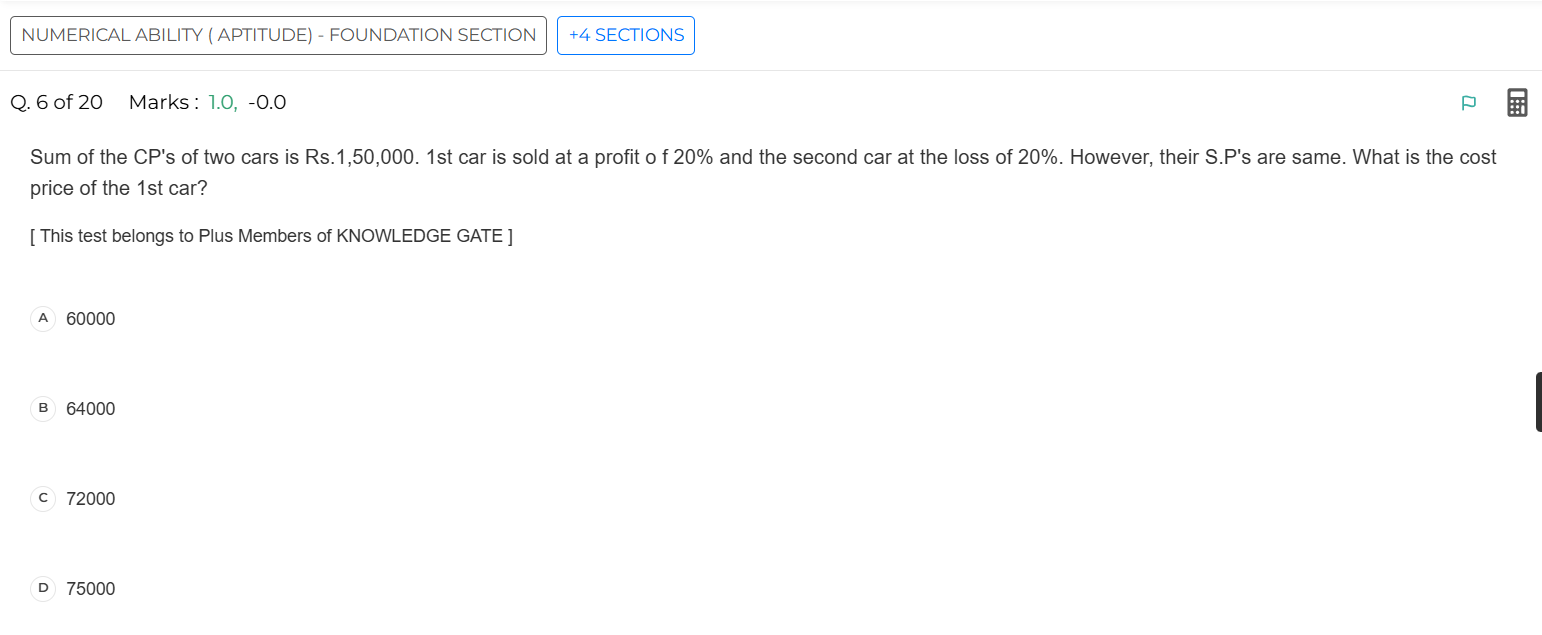 NUMERICAL ABILITY ( APTITUDE) - FOUNDATION SECTION +4 SECTIONS
Q. 6 of 20 Marks : 1.0, -0.0
Sum of the CP's of two cars is Rs.1,50,000. 1st car is sold at a profit o f 20% and the second car at the loss of 20%. However, their S.P's are same. What is the cost
price of the 1st car?
[ This test belongs to Plus Members of KNOWLEDGE GATE ]
A 60000
B 64000
C 72000
D 75000